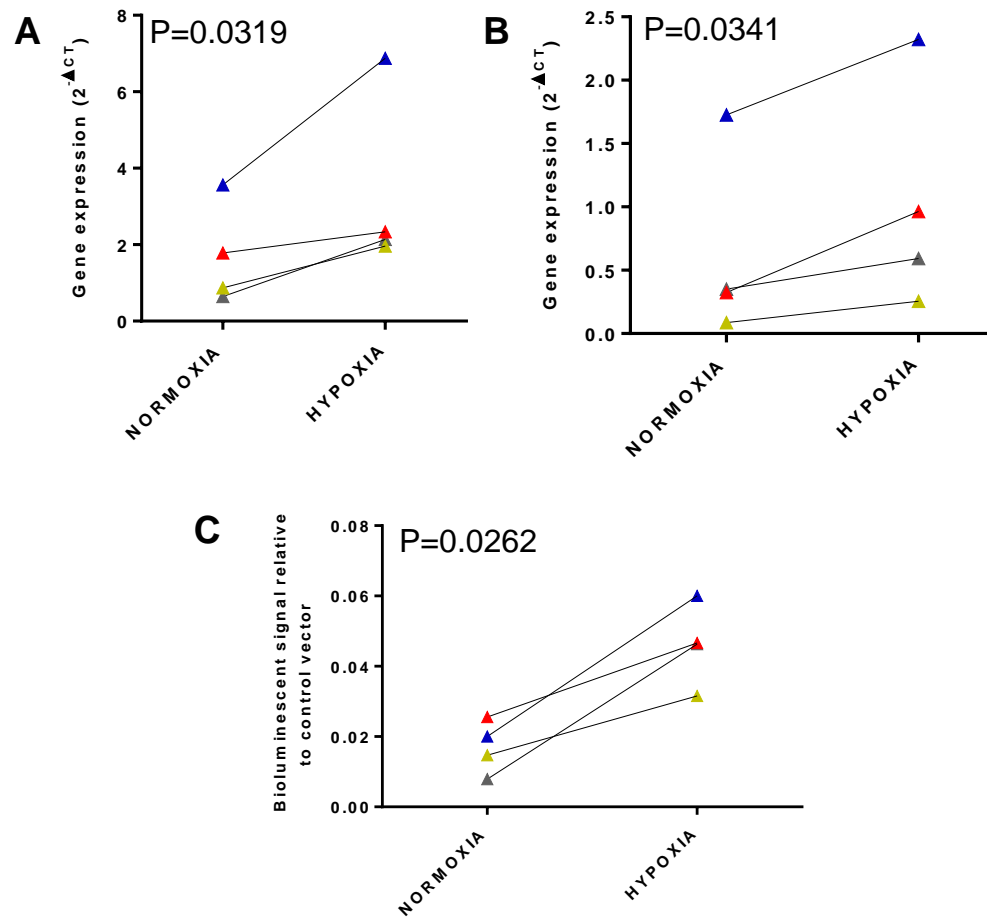 A
P=0.0319
Gene expression (2^-▲CT)
8
6
4
2
0
NORMOXIA
HYPOXIA
B
P=0.0341
Gene expression (2^-▲CT)
2.5
2.0
1.5
1.0
0.5
0.0
NORMOXIA
HYPOXIA
C
P=0.0262
Bioluminescent signal relative
to control vector
0.08
0.06
0.04
0.02
0.00
NORMOXIA
HYPOXIA